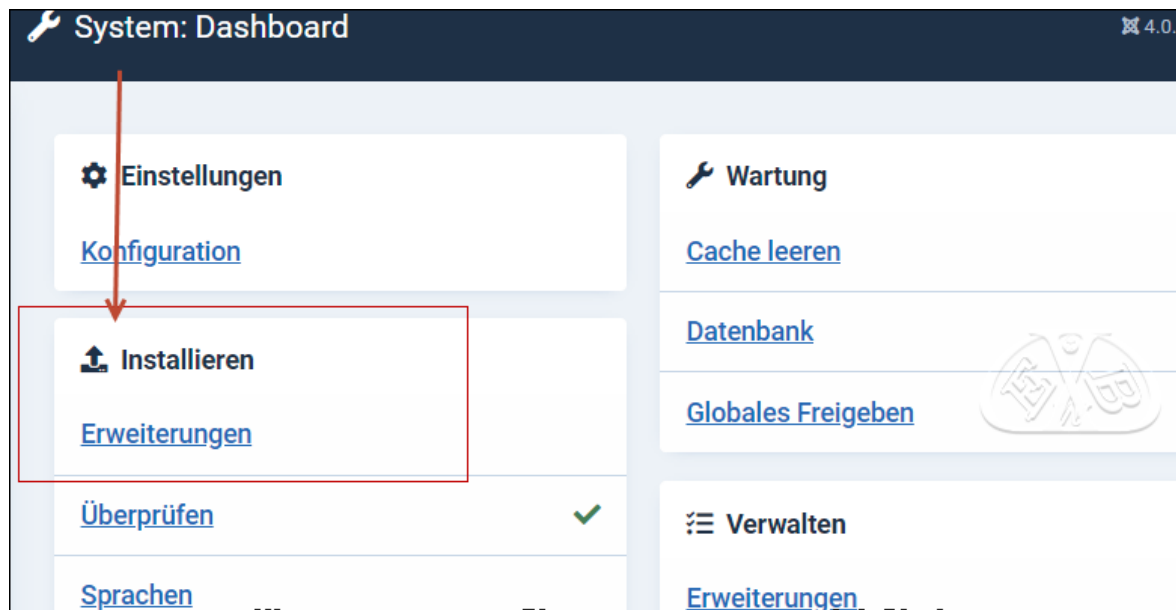 System: Dashboard
4.0.
Einstellungen
Konfiguration
Installieren
Erweiterungen
Überprüfen
Sprachen
Wartung
Cache leeren
Datenbank
Globales Freigeben
Verwalten
Erweiterungen